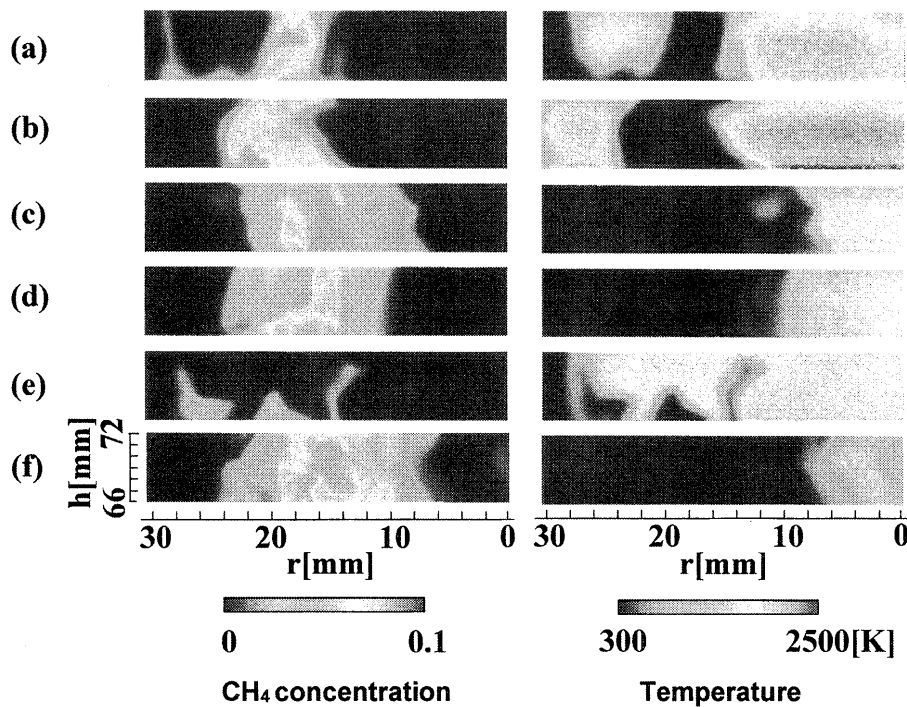 (a)
(b)
(c)
(d)
(e)
(f)
h[mm]
72
66
30 20 10 0
r[mm]
30 20 10 0
r[mm]
0 0.1
CH₄ concentration
300 2500[K]
Temperature